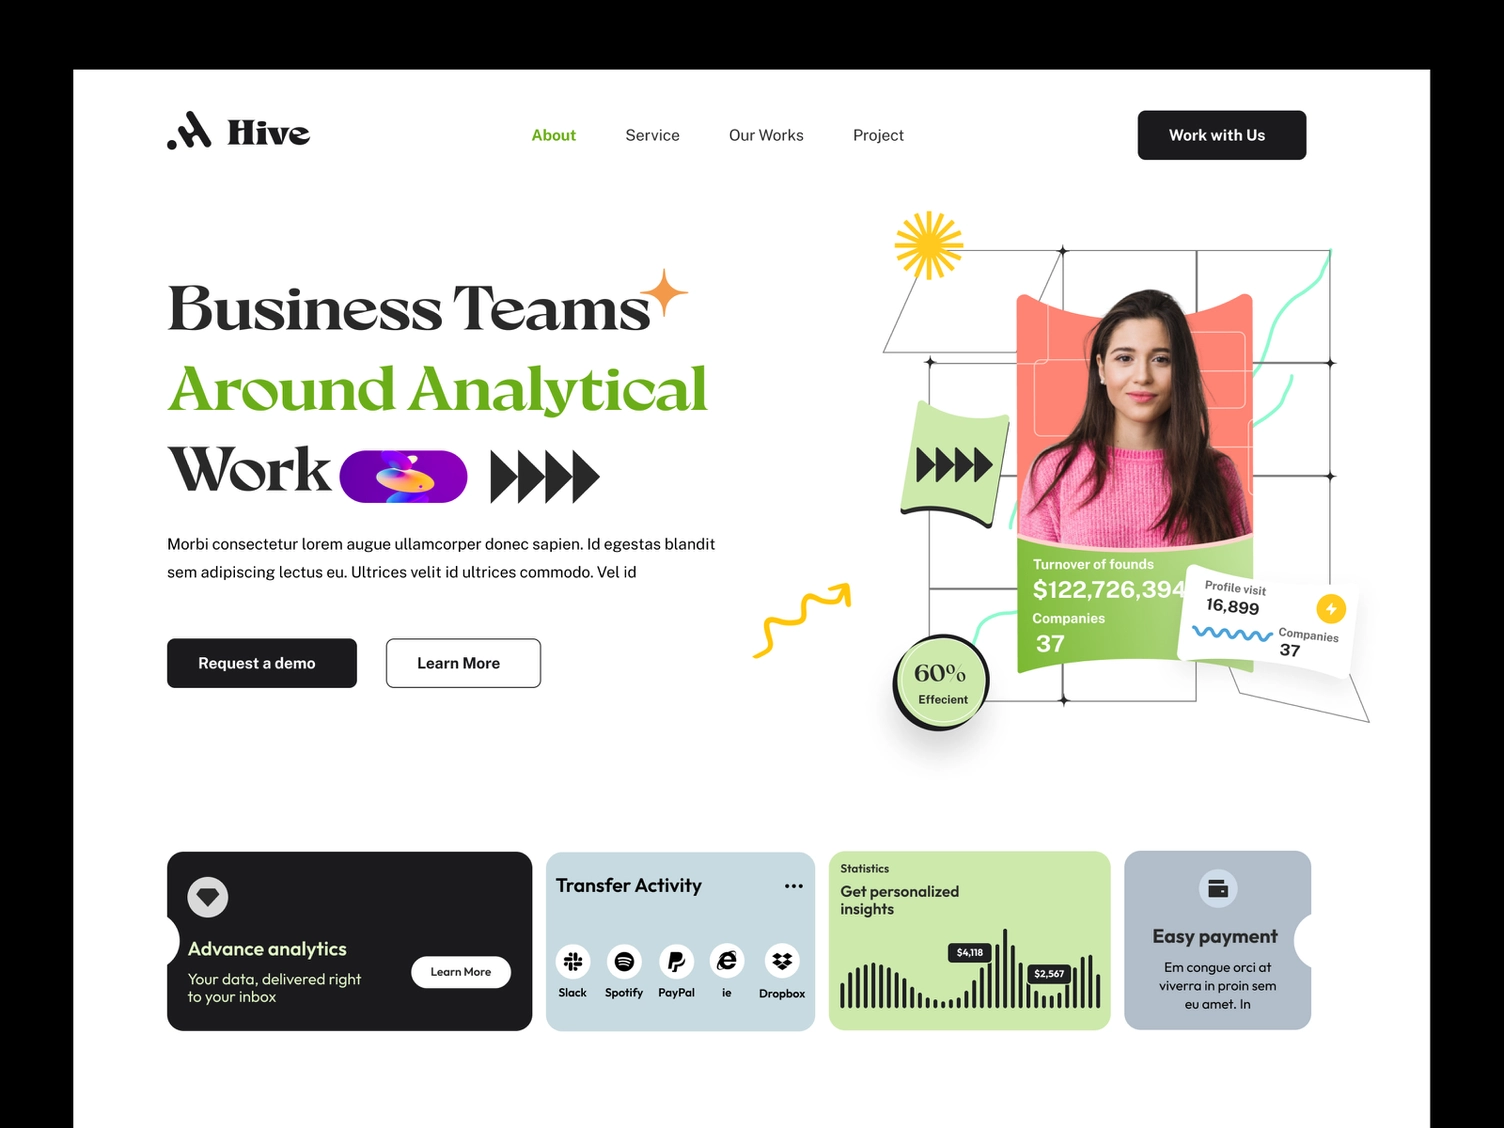 Hive
About
Service
Our Works
Project
Work with Us
Business Teams
Around Analytical
Work
Morbi consectetur lorem augue ullamcorper donec sapien. Id egestas blandit
sem adipiscing lectus eu. Ultrices velit id ultrices commodo. Vel id
Request a demo
Learn More
Turnover of founds
$122,726,394
Companies
37
Profile visit
16,899
Companies
37
60%
Effecient
Advance analytics
Your data, delivered right
to your inbox
Learn More
Transfer Activity
Slack
Spotify
PayPal
ie
Dropbox
Statistics
Get personalized
insights
$4,118
$2,567
Easy payment
Em congue orci at
viverra in proin sem
eu amet. In